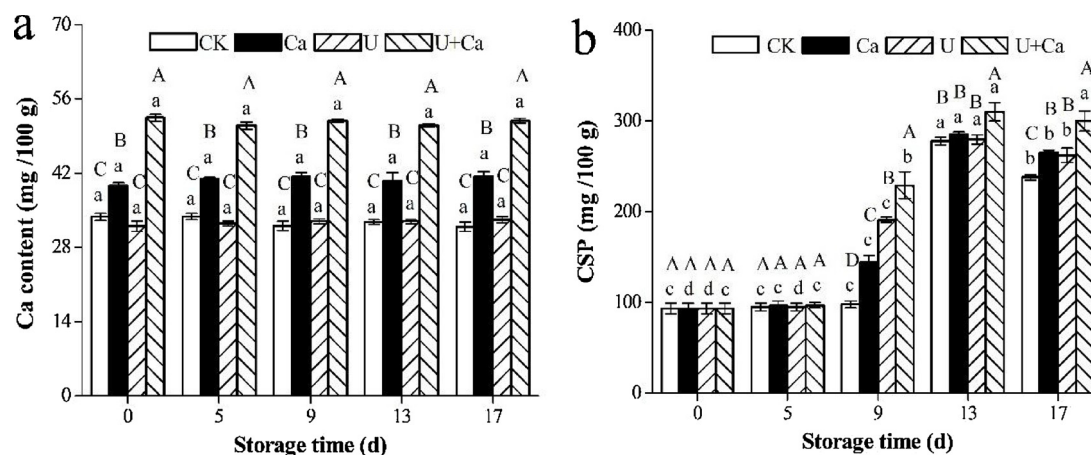 a
70
CK Ca U U+Ca
A A A A A
56 a a a a a
B B B B B
42 C a C C a C C a C C a C C a C
a a a a a a a a a a
28
14
0
0 5 9 13 17
Ca content (mg /100 g)
Storage time (d)
b
400
CK Ca U U+Ca
A A
B B B a B B a
300 a a a C b b
A b
B b
200 C c
c
A A A A A A A A D
c d d c c c d c c
100
0
0 5 9 13 17
CSP (mg /100 g)
Storage time (d)